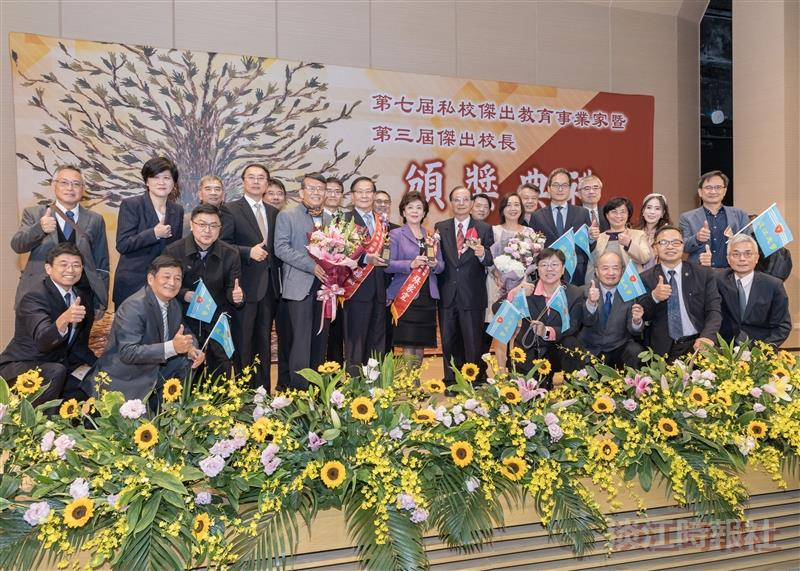 第七屆私校傑出教育事業家暨
第三屆傑出校長
頒獎典禮
淡江時報社